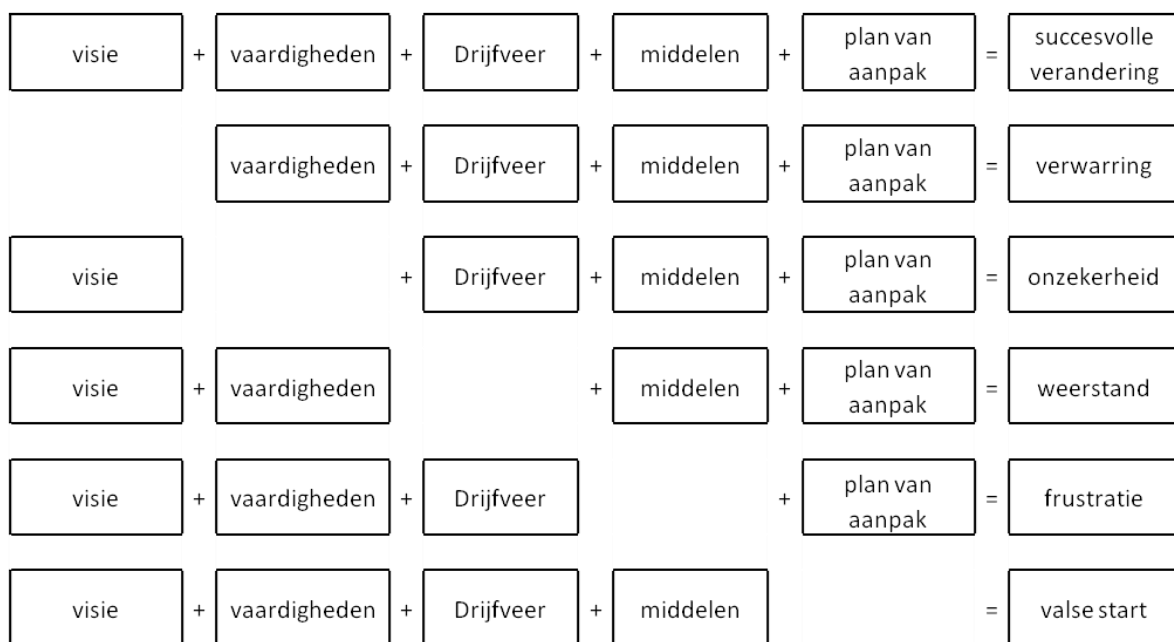 visie + vaardigheden + Drijfveer + middelen + plan van aanpak = succesvolle verandering
vaardigheden + Drijfveer + middelen + plan van aanpak = verwarring
visie + Drijfveer + middelen + plan van aanpak = onzekerheid
visie + vaardigheden + middelen + plan van aanpak = weerstand
visie + vaardigheden + Drijfveer + plan van aanpak = frustratie
visie + vaardigheden + Drijfveer + middelen = valse start